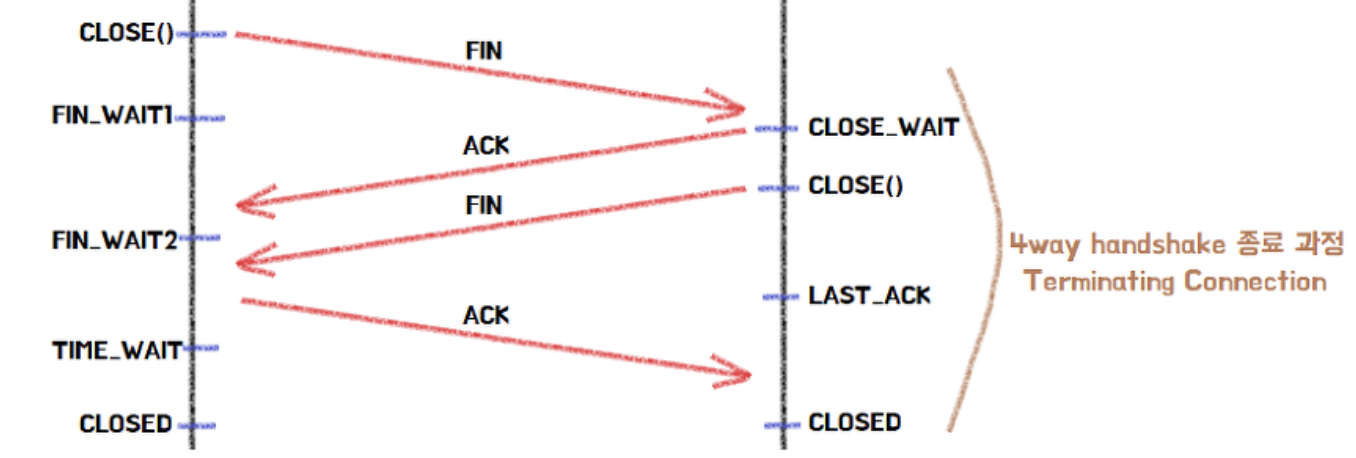 CLOSE()
FIN
FIN_WAIT1
CLOSE_WAIT
ACK
CLOSE()
FIN
FIN_WAIT2
4way handshake 종료 과정
Terminating Connection
LAST_ACK
ACK
TIME_WAIT
CLOSED
CLOSED